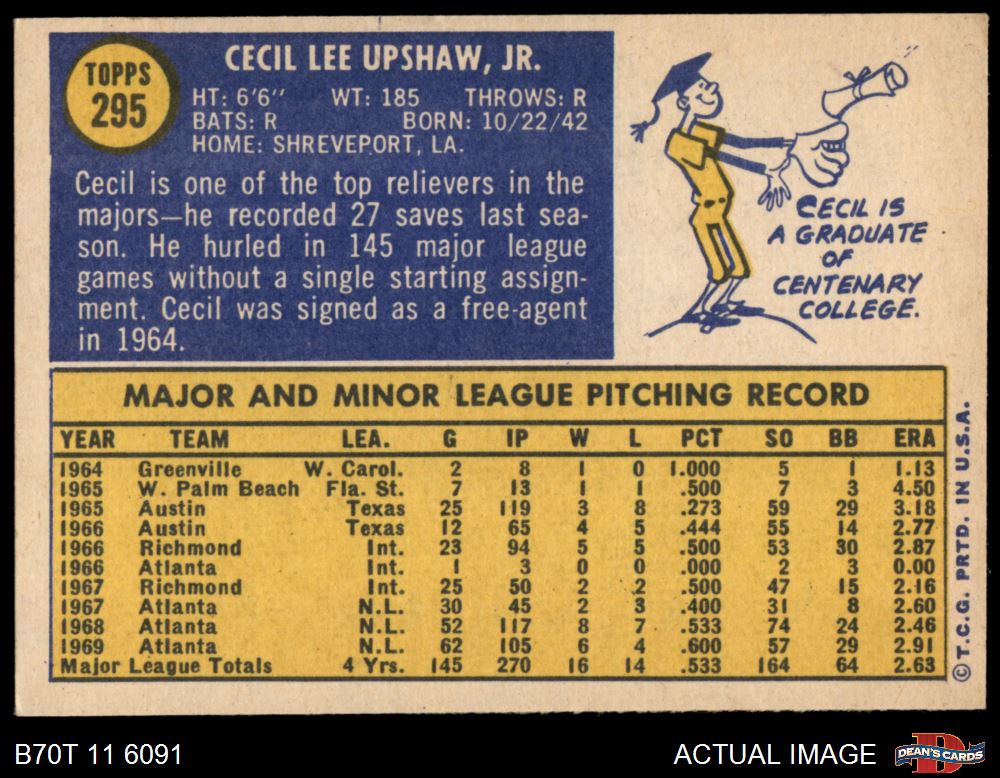 TOPPS
295
CECIL LEE UPSHAW, JR.
HT: 6'6" WT: 185 THROWS: R
BATS: R BORN: 10/22/42
HOME: SHREVEPORT, LA.
Cecil is one of the top relievers in the
majors—he recorded 27 saves last sea-
son. He hurled in 145 major league
games without a single starting assign-
ment. Cecil was signed as a free-agent
in 1964.
CECIL IS
A GRADUATE
OF
CENTENARY
COLLEGE.
MAJOR AND MINOR LEAGUE PITCHING RECORD
YEAR TEAM LEA. G IP W L PCT SO BB ERA
1964 Greenville W. Carol. 2 8 1 0 1.000 5 1 1.13
1965 W. Palm Beach Fla. St. 7 13 1 1 .500 7 3 4.50
1965 Austin Texas 25 119 3 8 .273 59 29 3.18
1966 Austin Texas 12 65 4 5 .444 55 14 2.77
1966 Richmond Int. 23 94 5 5 .500 53 30 2.87
1966 Atlanta Int. 1 3 0 0 .000 2 3 0.00
1967 Richmond Int. 25 50 2 2 .500 47 15 2.16
1967 Atlanta N.L. 30 45 2 3 .400 31 8 2.60
1968 Atlanta N.L. 52 117 8 7 .533 74 24 2.46
1969 Atlanta N.L. 62 105 6 4 .600 57 29 2.91
Major League Totals 4 Yrs. 145 270 16 14 .533 164 64 2.63
© T.C.G. PRTD. IN U.S.A.
B70T 11 6091
ACTUAL IMAGE
DEAN'S CARDS